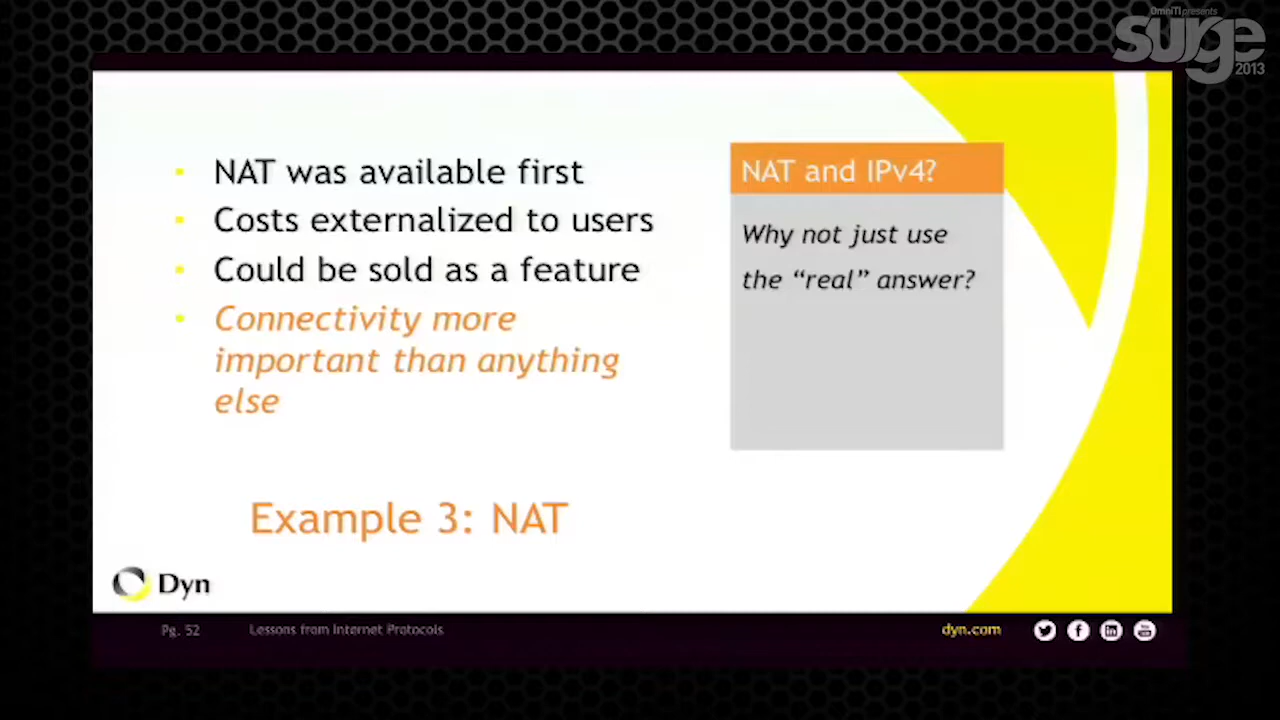 OmniTI presents
surge
2013
NAT was available first
Costs externalized to users
Could be sold as a feature
Connectivity more
important than anything
else
NAT and IPv4?
Why not just use
the “real” answer?
Example 3: NAT
Dyn
Pg. 52
Lessons from Internet Protocols
dyn.com